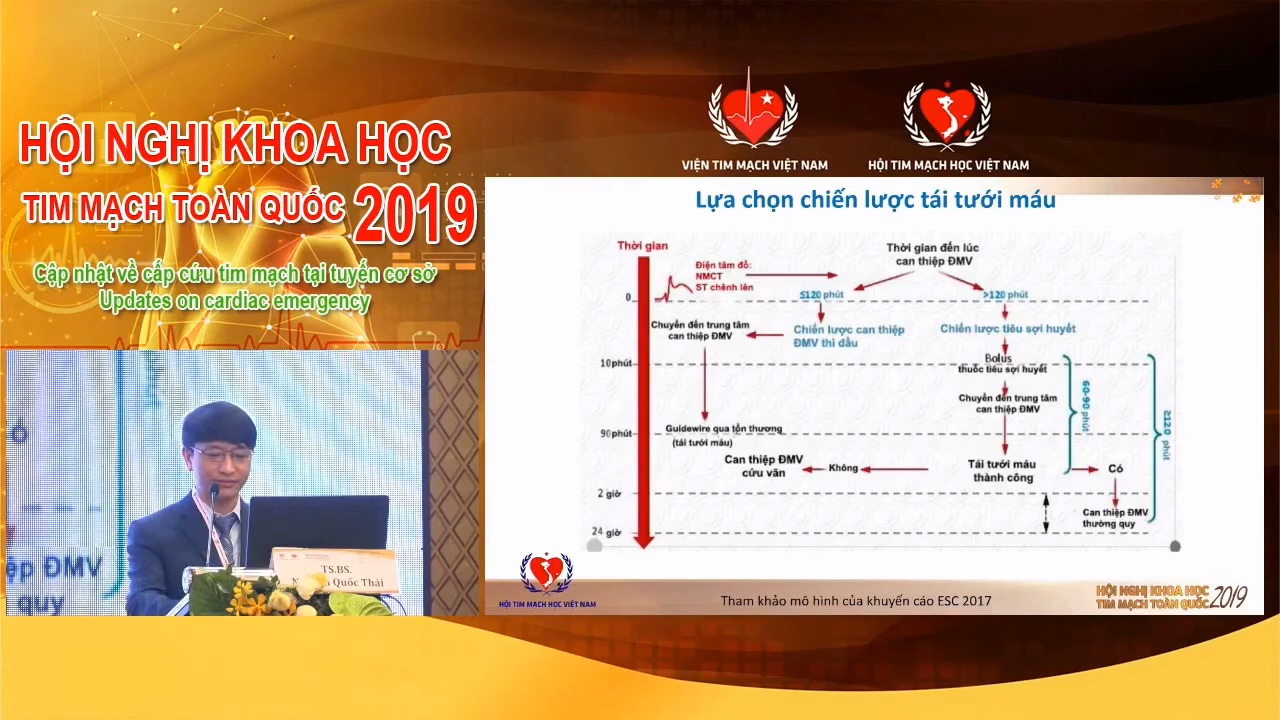 HỘI NGHỊ KHOA HỌC
TIM MẠCH TOÀN QUỐC 2019
Cập nhật về cấp cứu tim mạch tại tuyến cơ sở
Updates on cardiac emergency
VIỆN TIM MẠCH VIỆT NAM
HỘI TIM MẠCH HỌC VIỆT NAM
Lựa chọn chiến lược tái tưới máu
Thời gian
Thời gian đến lúc
can thiệp ĐMV
Điện tâm đồ:
NMCT
ST chênh lên
0
≤120 phút
>120 phút
Chuyển đến trung tâm
can thiệp ĐMV
Chiến lược can thiệp
ĐMV thì đầu
Chiến lược tiêu sợi huyết
10phút
Bolus
thuốc tiêu sợi huyết
Chuyển đến trung tâm
can thiệp ĐMV
60-90 phút
≥120 phút
90phút
Guidewire qua tổn thương
(tái tưới máu)
Can thiệp ĐMV
cứu vãn
Không
Tái tưới máu
thành công
Có
2 giờ
Can thiệp ĐMV
thường quy
24 giờ
HỘI TIM MẠCH HỌC VIỆT NAM
Tham khảo mô hình của khuyến cáo ESC 2017
HỘI NGHỊ KHOA HỌC
TIM MẠCH TOÀN QUỐC 2019
ệp ĐMV
quy
TS.BS.
Quốc Thái